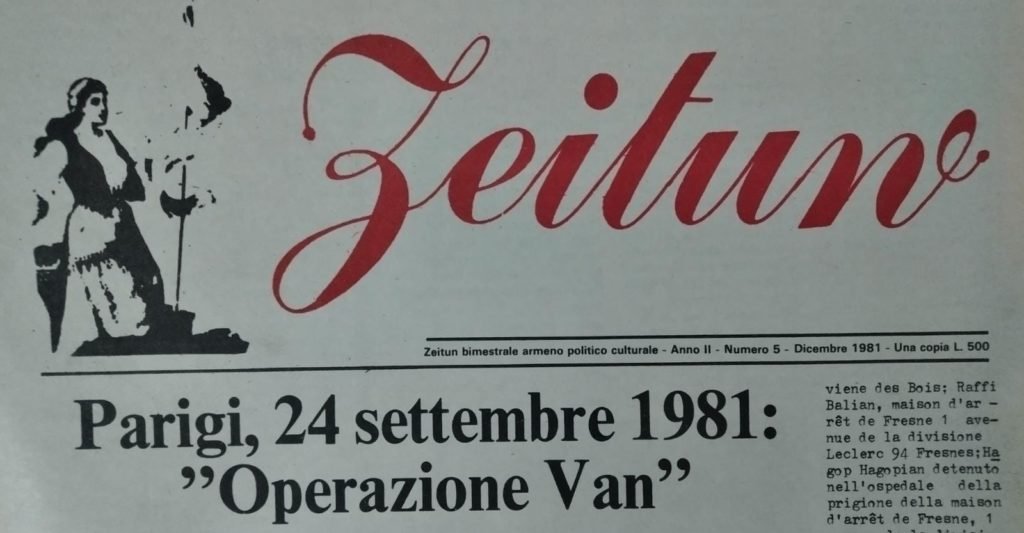 Zeitun
Zeitun bimestrale armeno politico culturale - Anno II - Numero 5 - Dicembre 1981 - Una copia L. 500
Parigi, 24 settembre 1981:
"Operazione Van"
viene des Bois; Raffi
Balian, maison d'ar -
rêt de Fresne 1 ave-
nue de la divisione
Leclerc 94 Fresnes;Ha
gop Hagopian detenuto
nell'ospedale della
prigione della maison
d'arrêt de Fresne, 1